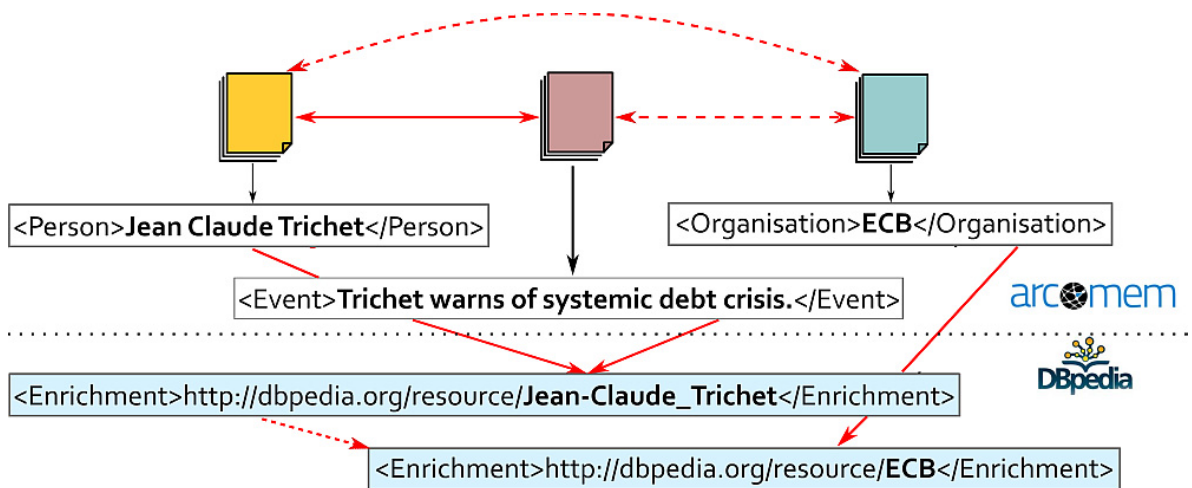 <Person>Jean Claude Trichet</Person>
<Organisation>ECB</Organisation>
<Event>Trichet warns of systemic debt crisis.</Event>
arcomem
DBpedia
<Enrichment>http://dbpedia.org/resource/Jean-Claude_Trichet</Enrichment>
<Enrichment>http://dbpedia.org/resource/ECB</Enrichment>